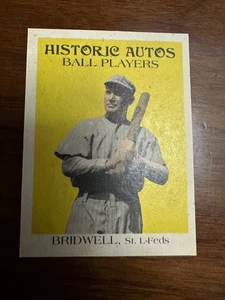 HISTORIC AUTOS
BALL PLAYERS
BRIDWELL, St. L-Feds